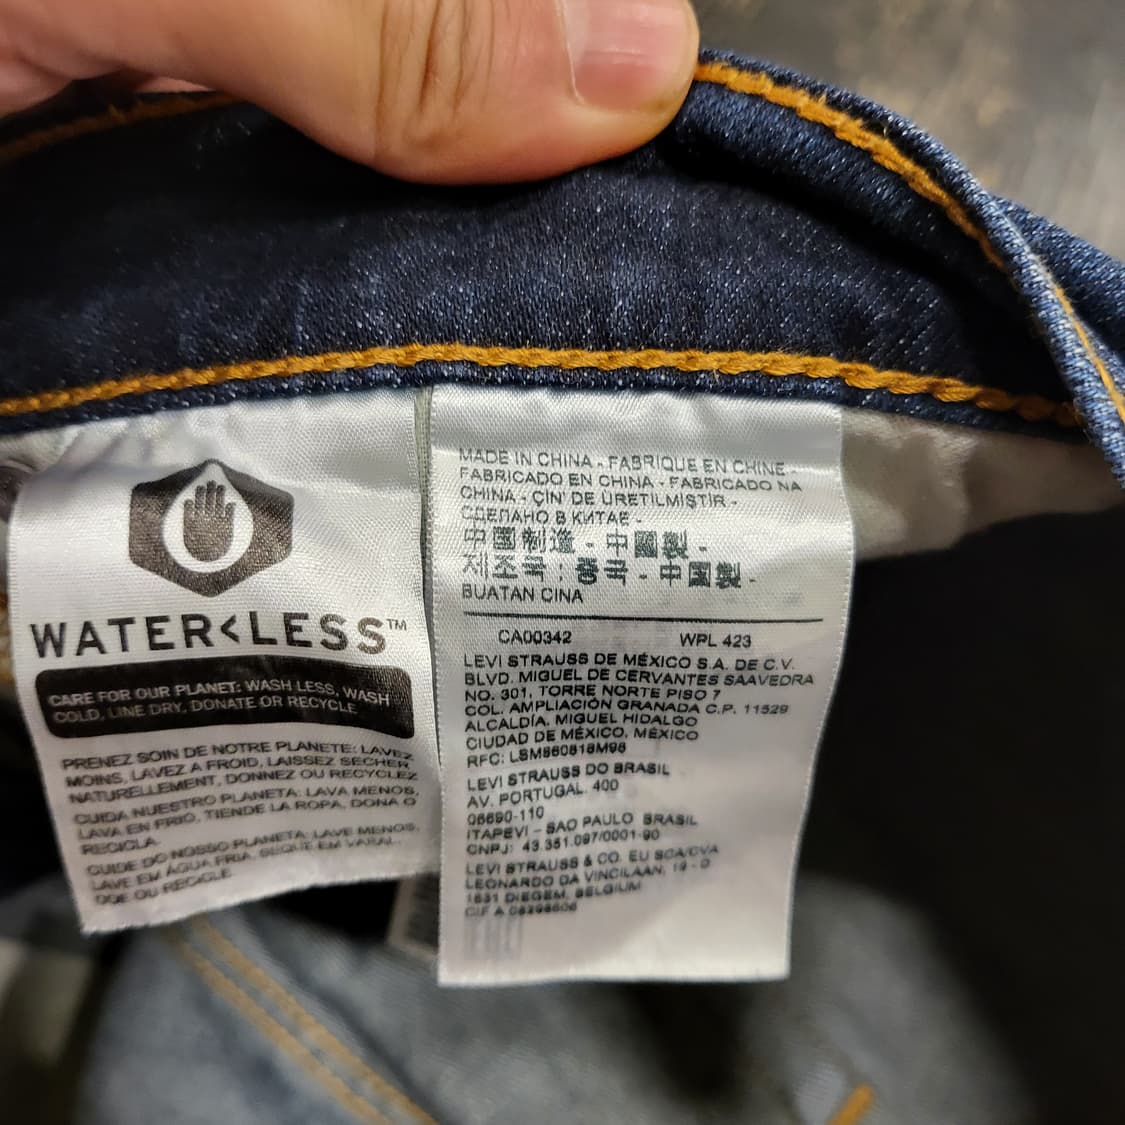 WATER<LESS™
CARE FOR OUR PLANET: WASH LESS, WASH
COLD, LINE DRY, DONATE OR RECYCLE
PRENEZ SOIN DE NOTRE PLANETE: LAVEZ
MOINS, LAVEZ A FROID, LAISSEZ SECHER
NATURELLEMENT, DONNEZ OU RECYCLEZ
CUIDA NUESTRO PLANETA: LAVA MENOS,
LAVA EN FRIO, TIENDE LA ROPA, DONA O
RECICLA.
CUIDE DO NOSSO PLANETA: LAVE MENOS,
LAVE EM ÁGUA FRIA, SEQUE EM VARAL,
DOE OU RECICLE.
MADE IN CHINA - FABRIQUE EN CHINE -
FABRICADO EN CHINA - FABRICADO NA
CHINA - ÇİN' DE ÜRETILMIŞTIR -
СДЕЛАНО В КИТАЕ -
中国制造 - 中國製 -
제조국 : 중국 - 中國製 -
BUATAN CINA
CA00342 WPL 423
LEVI STRAUSS DE MÉXICO S.A. DE C.V.
BLVD. MIGUEL DE CERVANTES SAAVEDRA
NO. 301, TORRE NORTE PISO 7
COL. AMPLIACIÓN GRANADA C.P. 11529
ALCALDÍA, MIGUEL HIDALGO
CIUDAD DE MÉXICO, MÉXICO
RFC: LSM860818M98
LEVI STRAUSS DO BRASIL
AV. PORTUGAL. 400
06690-110
ITAPEVI - SAO PAULO BRASIL
CNPJ: 43.351.097/0001-90
LEVI STRAUSS & CO. EU SCA/CVA
LEONARDO DA VINCILAAN, 19 - D
1831 DIEGEM, BELGIUM
CIF A